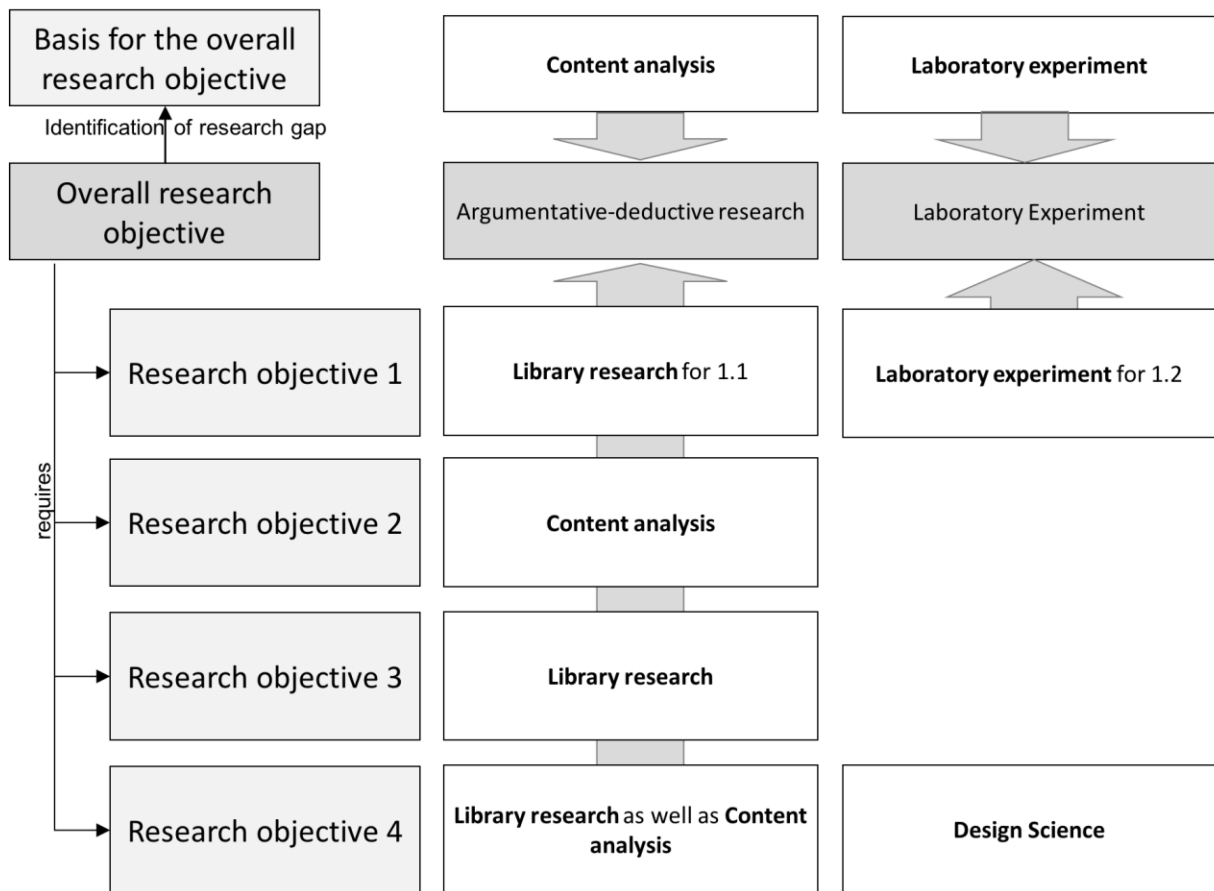 Basis for the overall
research objective
Content analysis
Laboratory experiment
Identification of research gap
Overall research
objective
Argumentative-deductive research
Laboratory Experiment
requires
Research objective 1
Library research for 1.1
Laboratory experiment for 1.2
Research objective 2
Content analysis
Research objective 3
Library research
Research objective 4
Library research as well as Content
analysis
Design Science